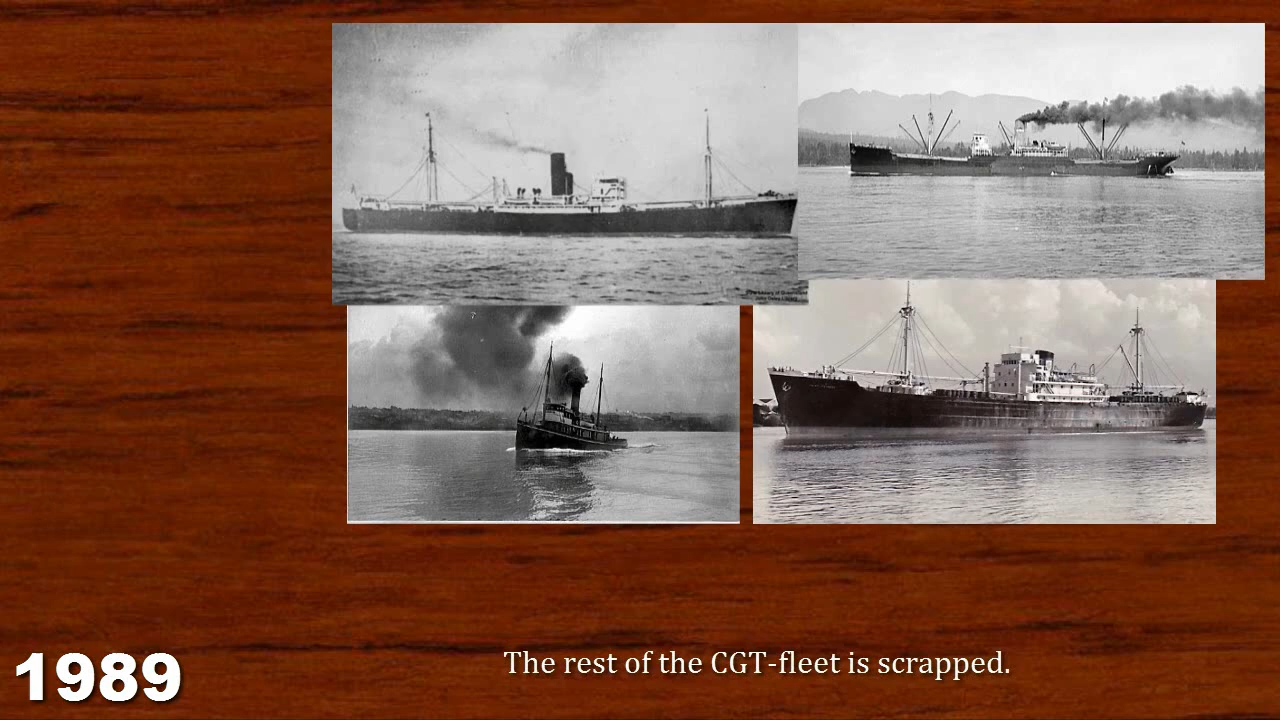 1989
The rest of the CGT-fleet is scrapped.